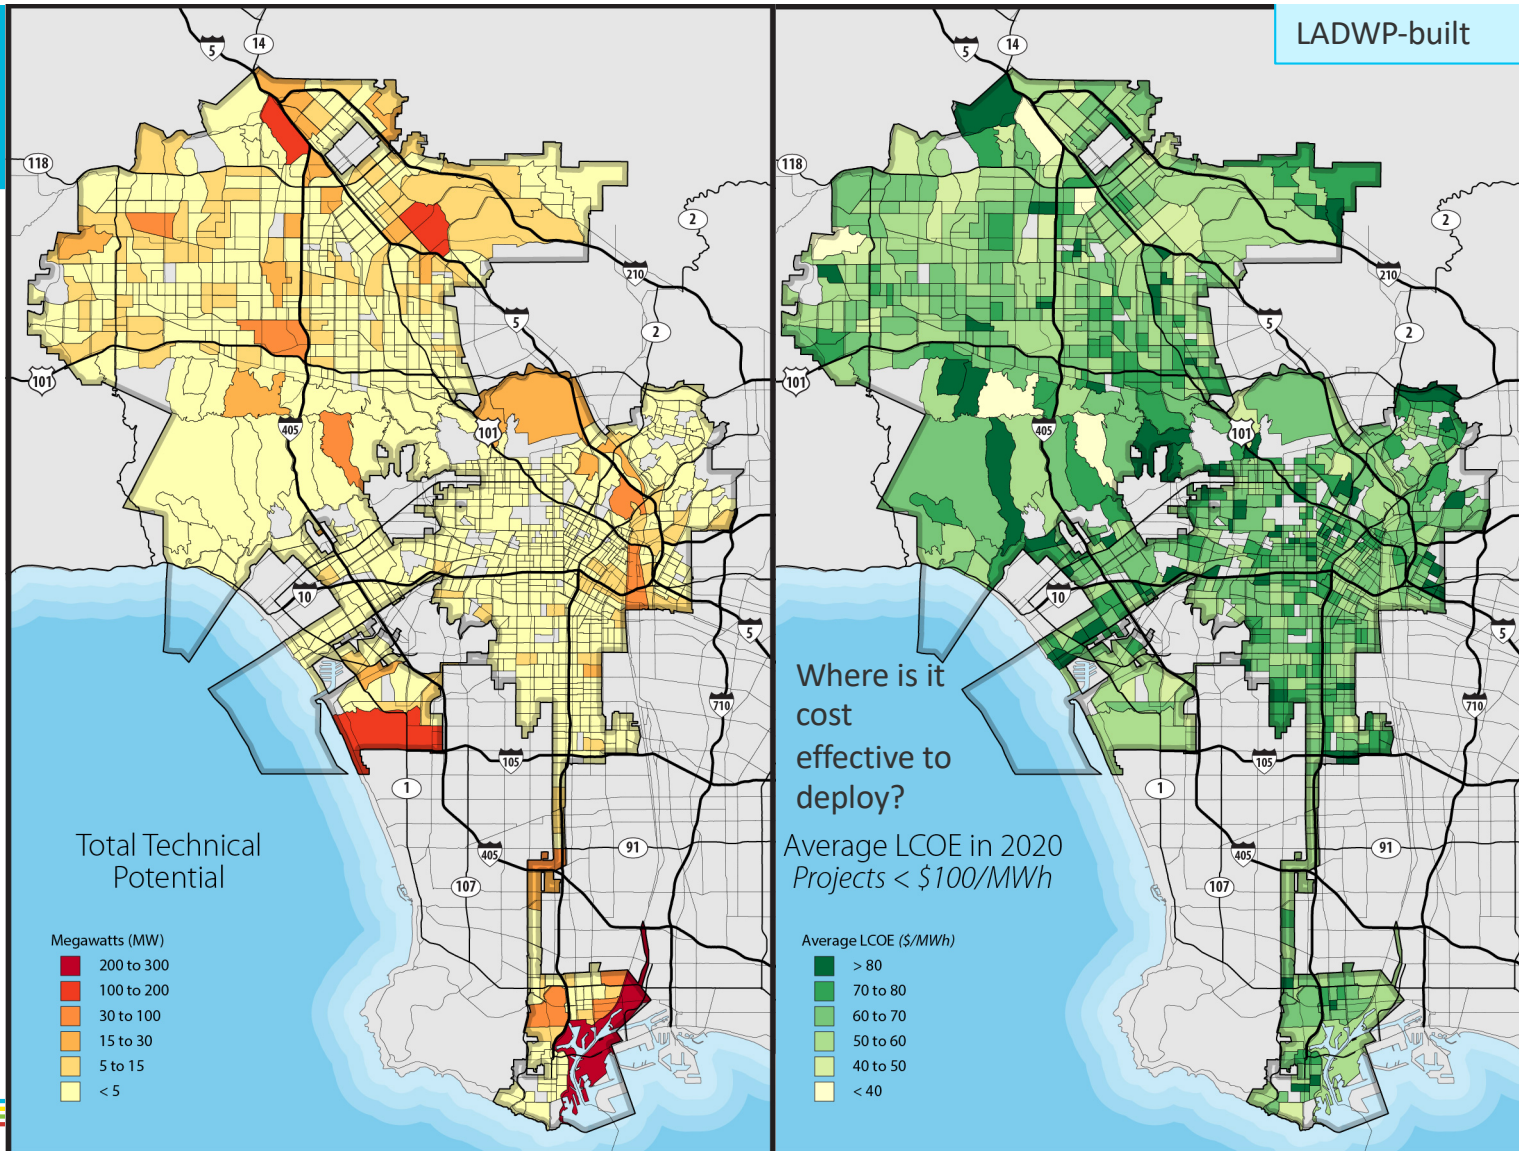 LADWP-built
5
14
118
2
210
5
2
101
405
101
10
5
710
105
1
405
91
107
Total Technical
Potential
Megawatts (MW)
200 to 300
100 to 200
30 to 100
15 to 30
5 to 15
< 5
5
14
118
2
210
5
2
101
405
101
10
5
710
105
1
405
91
107
Where is it
cost
effective to
deploy?
Average LCOE in 2020
Projects < $100/MWh
Average LCOE ($/MWh)
> 80
70 to 80
60 to 70
50 to 60
40 to 50
< 40